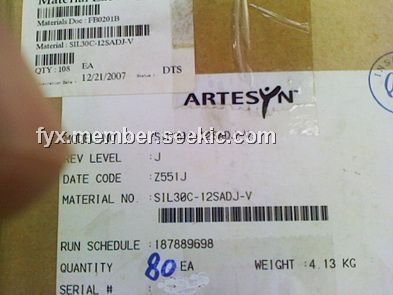 Materials Doc : FB0201B
Material : SIL30C-12SADJ-V
QTY : 108 EA
12/21/2007 Status : DTS
ARTESYN
fyx.member.seekic.com
REV LEVEL : J
DATE CODE : Z551J
MATERIAL NO. : SIL30C-12SADJ-V
RUN SCHEDULE : 187889698
QUANTITY 80 EA WEIGHT : 4.13 KG
SERIAL # :